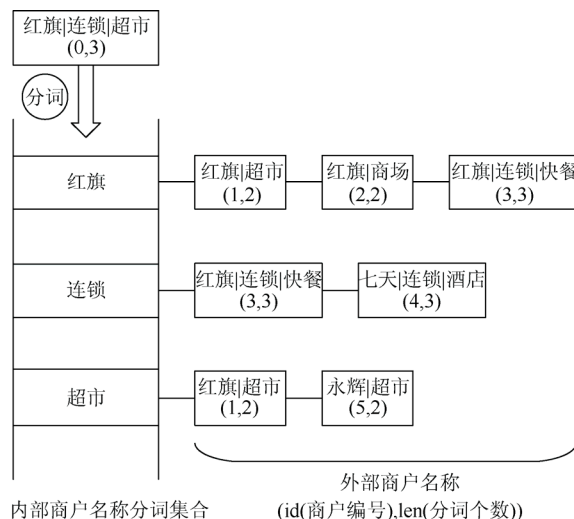 红旗|连锁|超市
(0,3)
分词
红旗
红旗|超市
(1,2)
红旗|商场
(2,2)
红旗|连锁|快餐
(3,3)
连锁
红旗|连锁|快餐
(3,3)
七天|连锁|酒店
(4,3)
超市
红旗|超市
(1,2)
永辉|超市
(5,2)
内部商户名称分词集合
外部商户名称
(id(商户编号),len(分词个数))